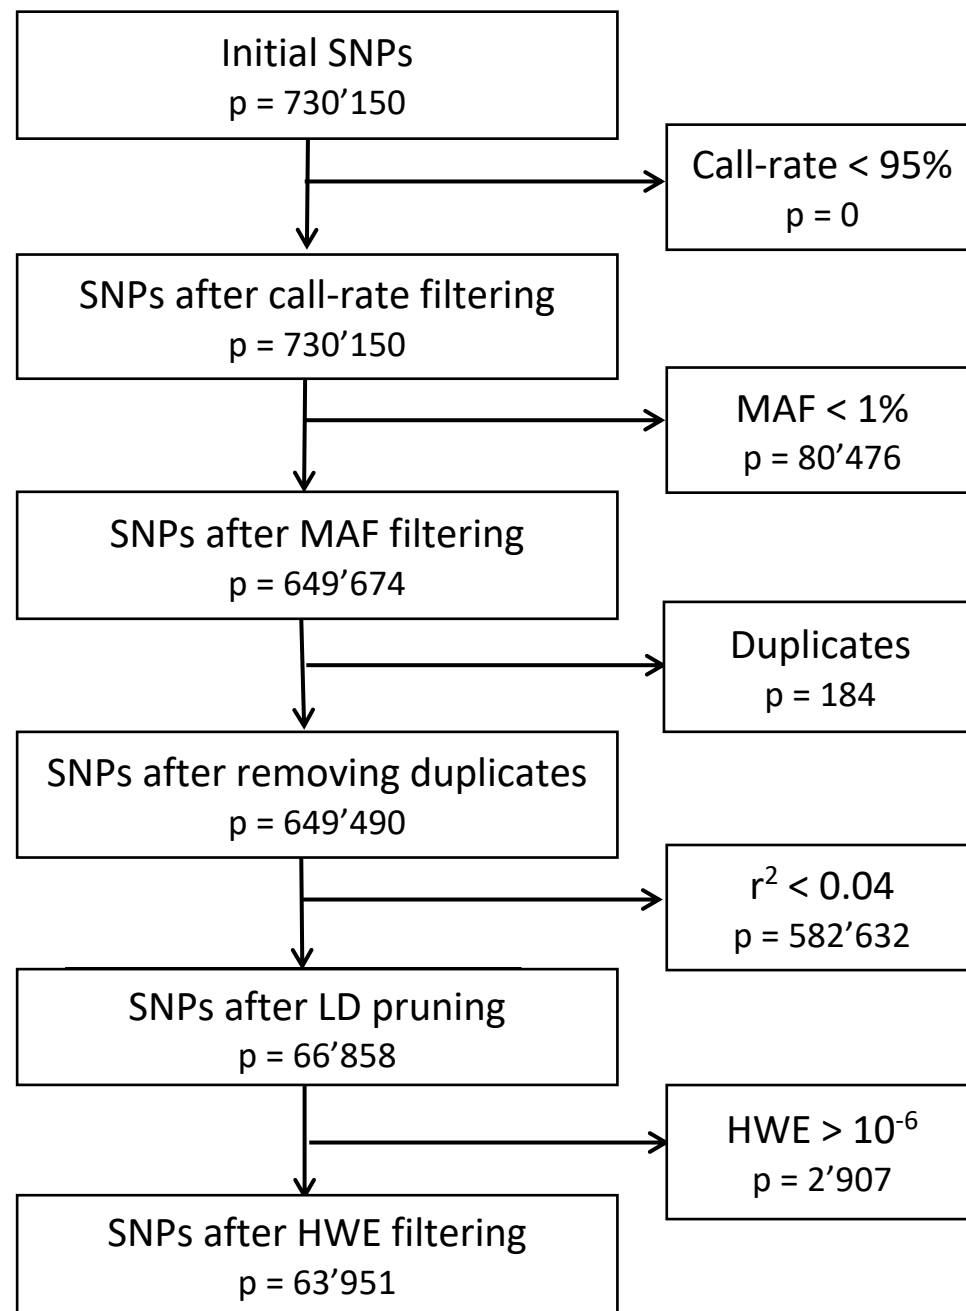 Initial SNPs
p = 730’150
Call-rate < 95%
p = 0
SNPs after call-rate filtering
p = 730’150
MAF < 1%
p = 80’476
SNPs after MAF filtering
p = 649’674
Duplicates
p = 184
SNPs after removing duplicates
p = 649’490
r² < 0.04
p = 582’632
SNPs after LD pruning
p = 66’858
HWE > 10⁻⁶
p = 2’907
SNPs after HWE filtering
p = 63’951